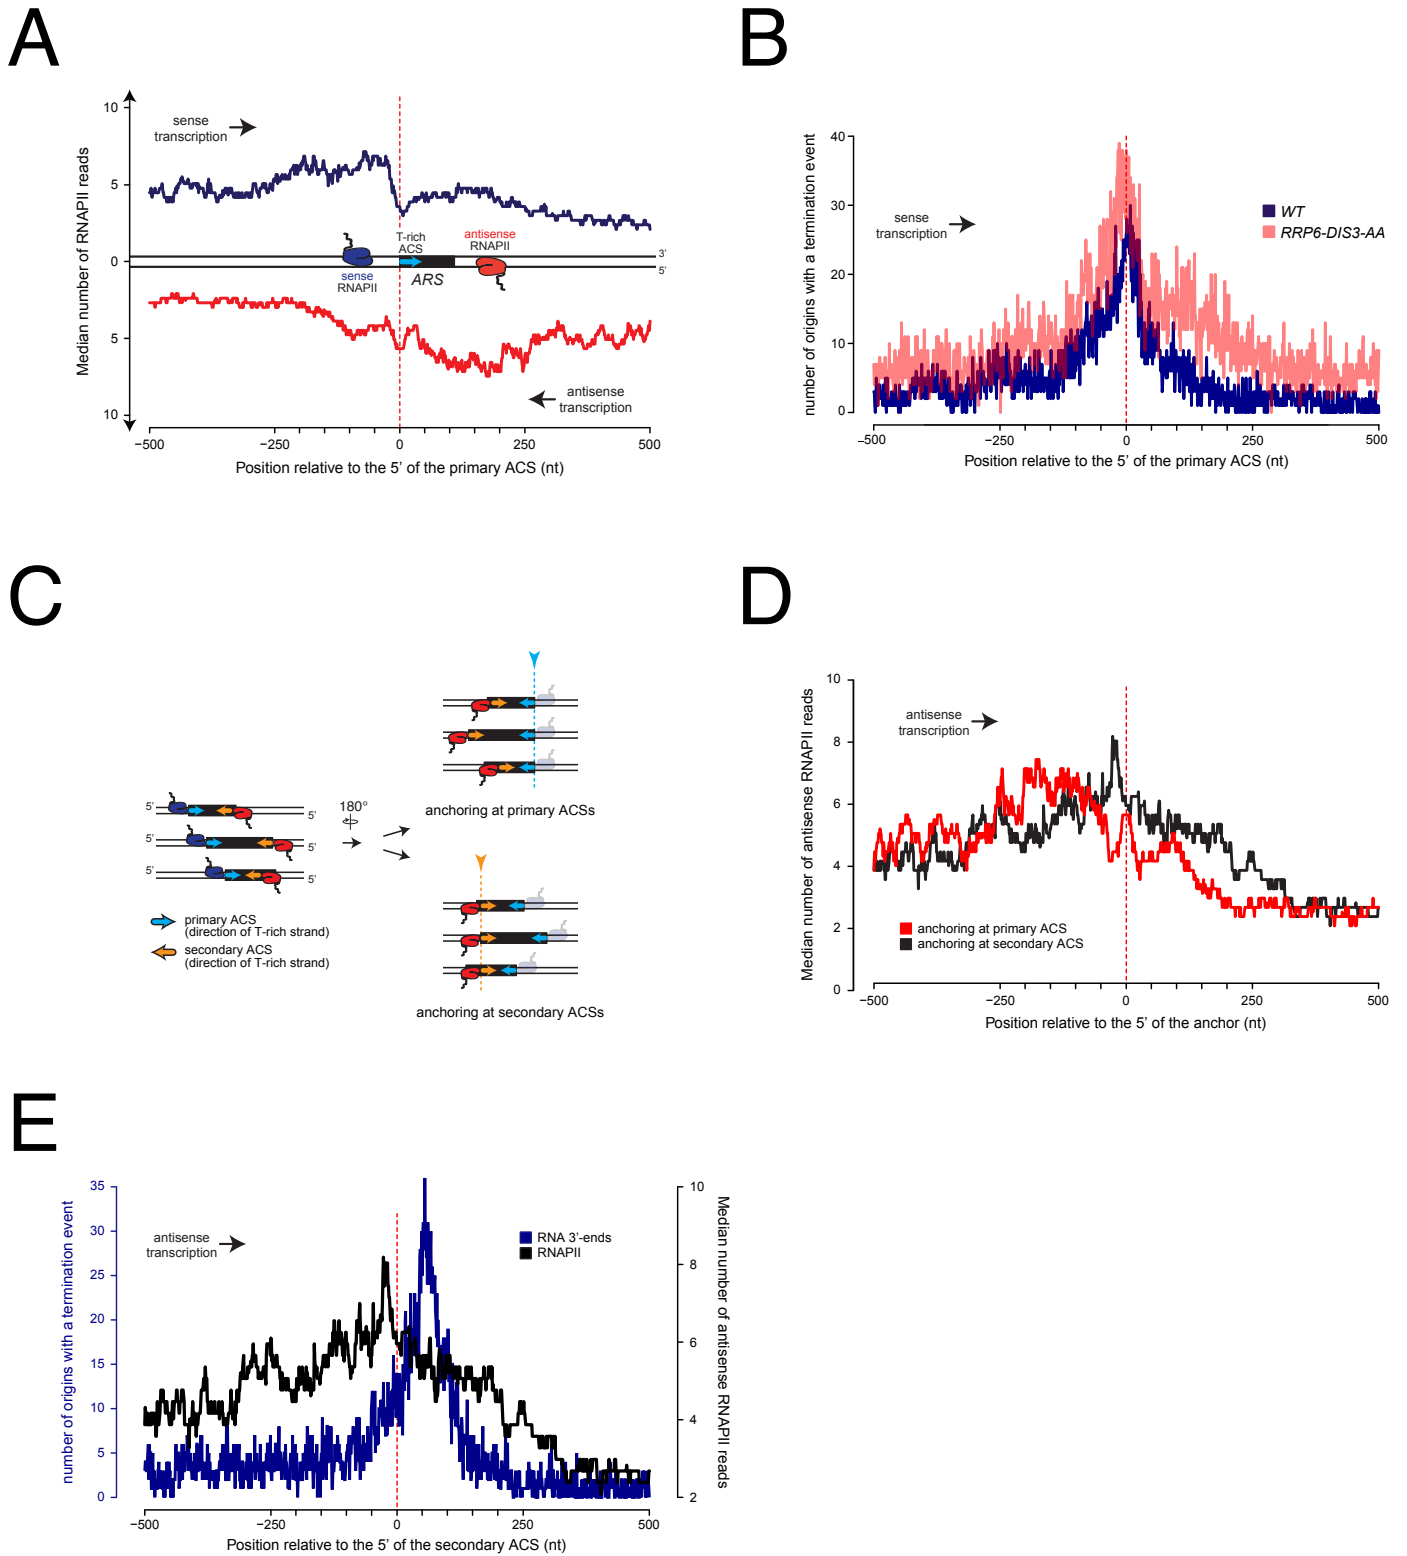 A
10
5
0
5
10
Median number of RNAPII reads
sense
transcription
T-rich
ACS
antisense
RNAPII
sense
RNAPII
ARS
3'
5'
antisense
transcription
−500
−250
0
250
500
Position relative to the 5' of the primary ACS (nt)
B
40
30
20
10
0
number of origins with a termination event
sense
transcription
WT
RRP6-DIS3-AA
−500
−250
0
250
500
Position relative to the 5' of the primary ACS (nt)
C
5'
5'
5'
5'
5'
5'
180°
primary ACS
(direction of T-rich strand)
secondary ACS
(direction of T-rich strand)
anchoring at primary ACSs
anchoring at secondary ACSs
D
10
8
6
4
2
0
Median number of antisense RNAPII reads
antisense
transcription
anchoring at primary ACS
anchoring at secondary ACS
−500
−250
0
250
500
Position relative to the 5' of the anchor (nt)
E
35
30
25
20
15
10
5
0
number of origins with a termination event
antisense
transcription
RNA 3'-ends
RNAPII
10
8
6
4
2
Median number of antisense RNAPII reads
−500
−250
0
250
500
Position relative to the 5' of the secondary ACS (nt)